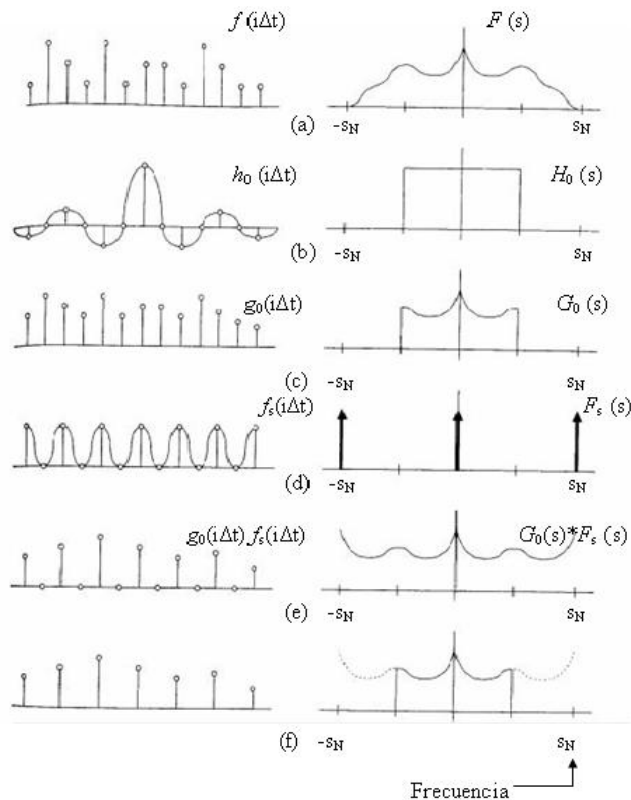 f (iΔt) F (s)
(a) -sN sN
h0 (iΔt) H0 (s)
(b) -sN sN
g0(iΔt) G0 (s)
(c) -sN sN
fs(iΔt) Fs (s)
(d) -sN sN
g0(iΔt) fs(iΔt) G0(s)*Fs (s)
(e) -sN sN
(f) -sN sN
Frecuencia